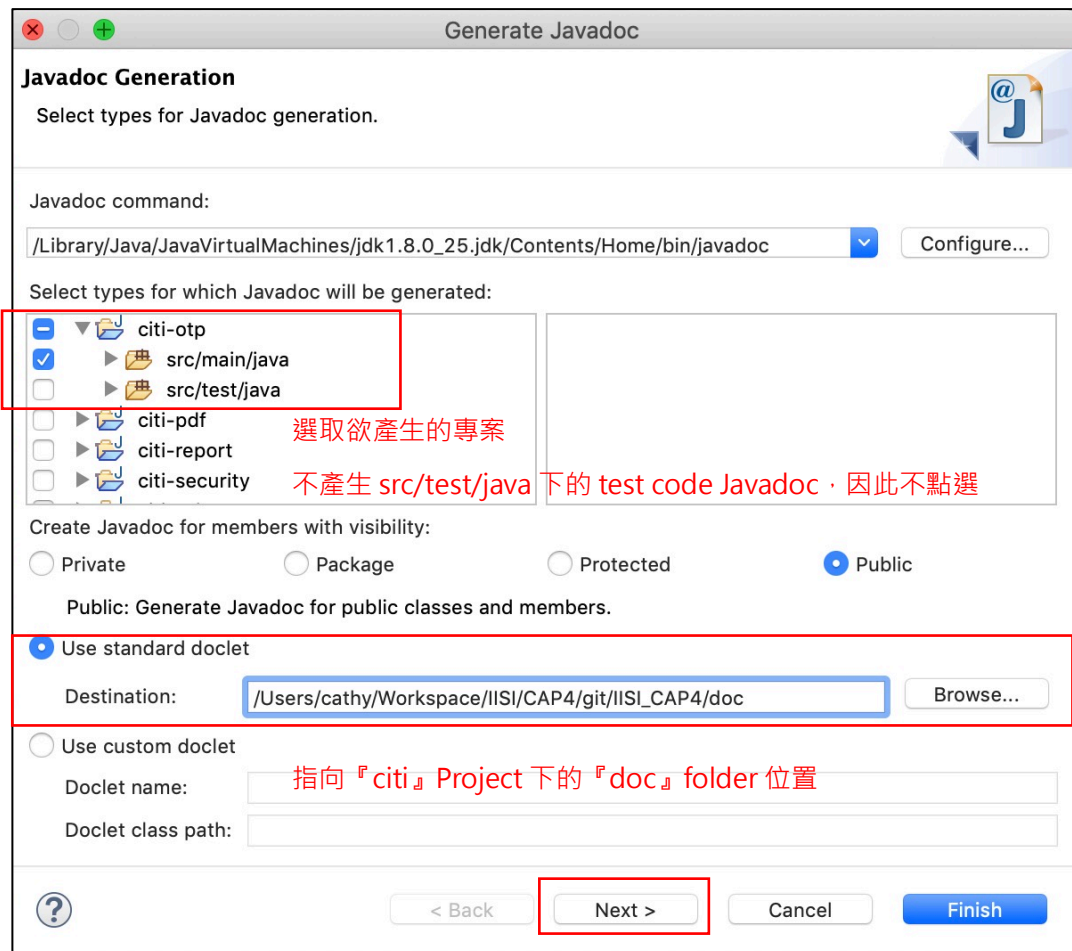 Generate Javadoc
Javadoc Generation
Select types for Javadoc generation.
@
J
Javadoc command:
/Library/Java/JavaVirtualMachines/jdk1.8.0_25.jdk/Contents/Home/bin/javadoc
Configure...
Select types for which Javadoc will be generated:
citi-otp
src/main/java
src/test/java
citi-pdf
選取欲產生的專案
citi-report
citi-security
不產生 src/test/java 下的 test code Javadoc，因此不點選
Create Javadoc for members with visibility:
Private Package Protected Public
Public: Generate Javadoc for public classes and members.
Use standard doclet
Destination: /Users/cathy/Workspace/IISI/CAP4/git/IISI_CAP4/doc Browse...
Use custom doclet
指向『citi』Project 下的『doc』folder 位置
Doclet name:
Doclet class path:
? < Back Next > Cancel Finish